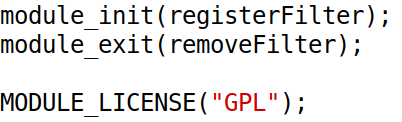 module_init(registerFilter);
module_exit(removeFilter);
MODULE_LICENSE("GPL");